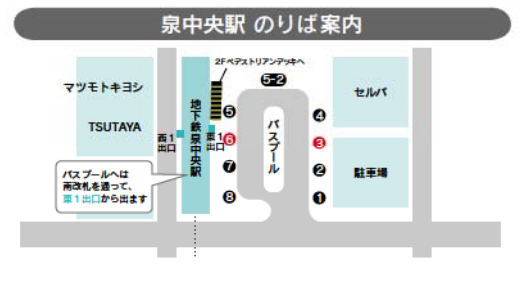 泉中央駅 のりば案内
2Fペデストリアンデッキへ
マツモトキヨシ
TSUTAYA
地下鉄泉中央駅
西1
出口
東1
出口
バスプールへは
南改札を通って、
東1出口から出ます
5-2
5
6
7
8
バスプール
4
3
2
1
セルバ
駐車場